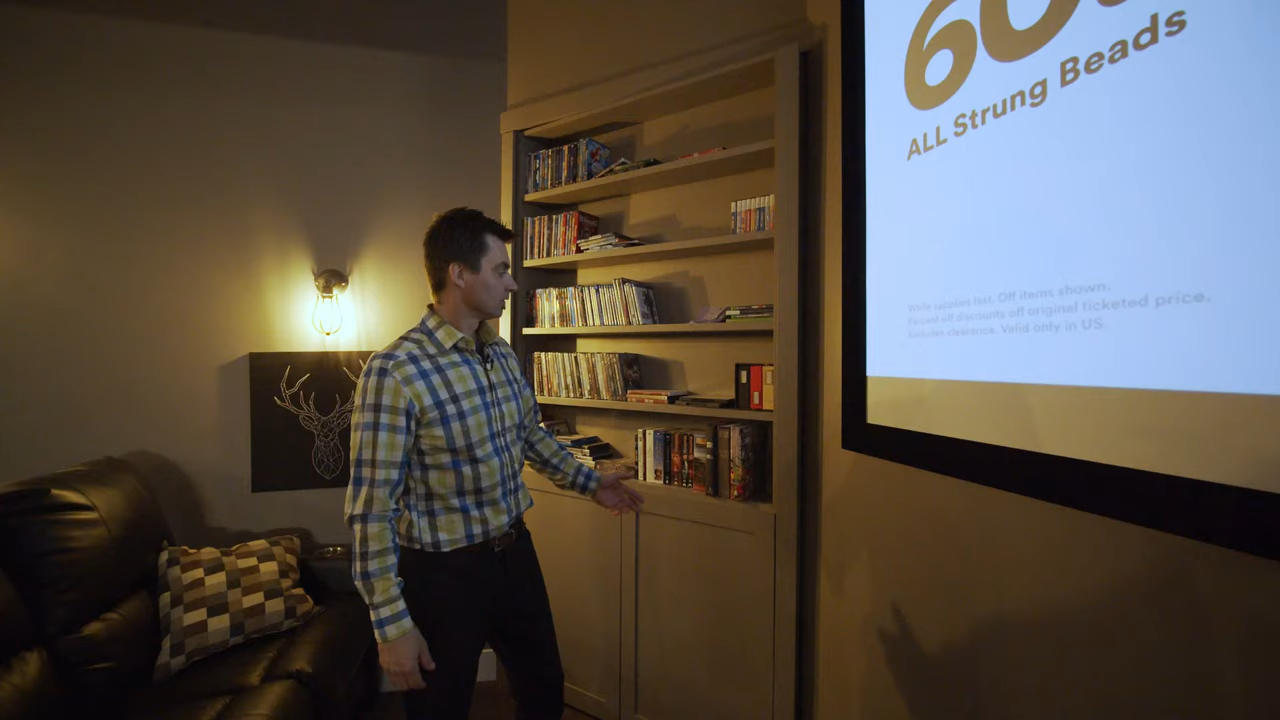 60
ALL Strung Beads
While supplies last. Off items shown.
Percent off discounts off original ticketed price.
Excludes clearance. Valid only in US.